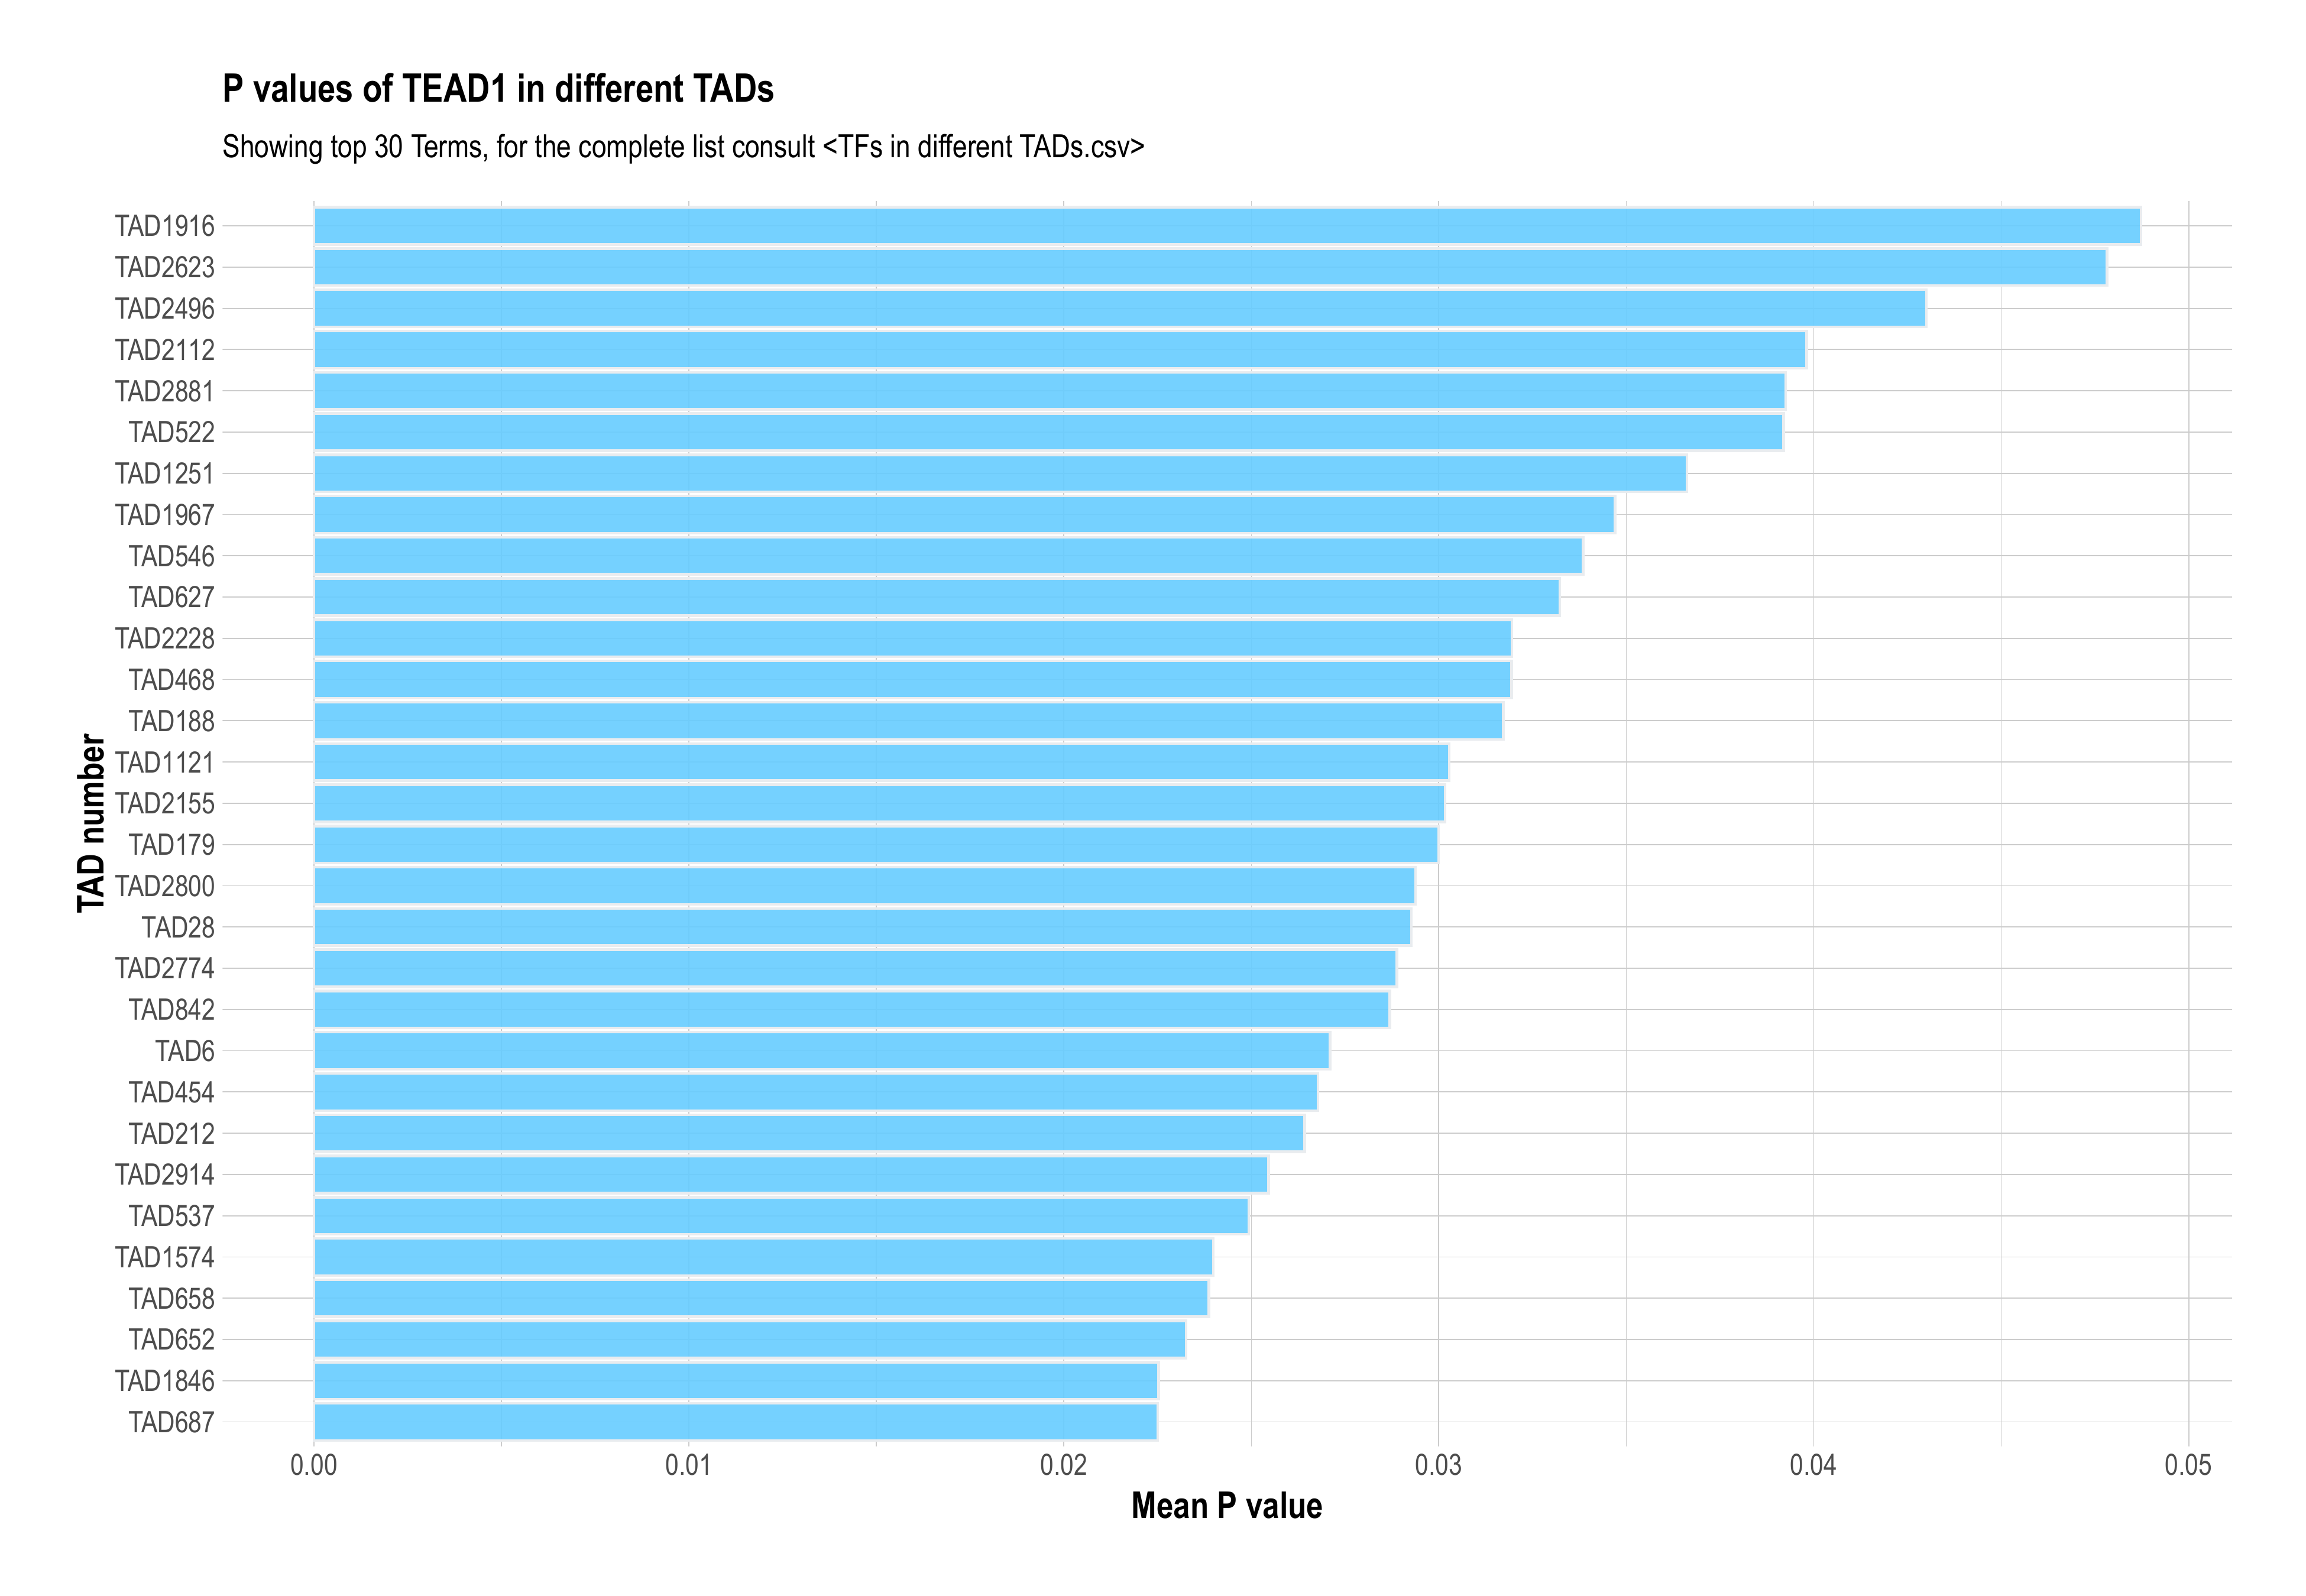 P values of TEAD1 in different TADs
Showing top 30 Terms, for the complete list consult <TFs in different TADs.csv>
TAD number
TAD1916
TAD2623
TAD2496
TAD2112
TAD2881
TAD522
TAD1251
TAD1967
TAD546
TAD627
TAD2228
TAD468
TAD188
TAD1121
TAD2155
TAD179
TAD2800
TAD28
TAD2774
TAD842
TAD6
TAD454
TAD212
TAD2914
TAD537
TAD1574
TAD658
TAD652
TAD1846
TAD687
0.00 0.01 0.02 0.03 0.04 0.05
Mean P value